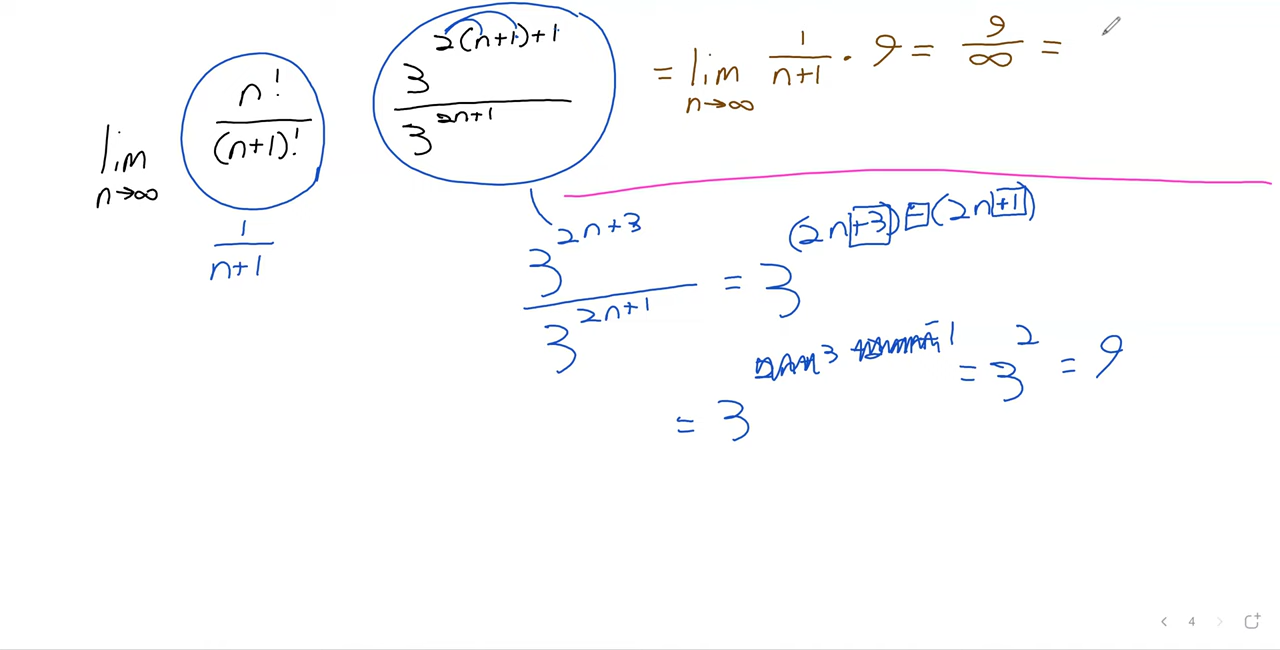 lim n→∞ n!/(n+1)! 3^(2(n+1)+1)/3^(2n+1) = lim n→∞ 1/(n+1) · 9 = 9/∞ =
1/(n+1)
3^(2n+3)/3^(2n+1) = 3^((2n+3)-(2n+1))
= 3 = 3^2 = 9
4